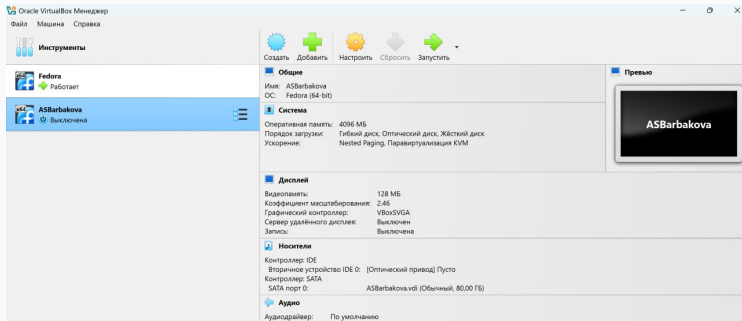 Oracle VirtualBox Менеджер
Файл Машина Справка
Инструменты
Создать Добавить Настроить Сбросить Запустить
Fedora
Работает
ASBarbakova
Выключена
Общие
Имя: ASBarbakova
ОС: Fedora (64-bit)
Система
Оперативная память: 4096 МБ
Порядок загрузки: Гибкий диск, Оптический диск, Жёсткий диск
Ускорение: Nested Paging, Паравиртуализация KVM
Дисплей
Видеопамять: 128 МБ
Коэффициент масштабирования: 2.46
Графический контроллер: VBoxSVGA
Сервер удалённого дисплея: Выключен
Запись: Выключена
Носители
Контроллер: IDE
Вторичное устройство IDE 0: [Оптический привод] Пусто
Контроллер: SATA
SATA порт 0: ASBarbakova.vdi (Обычный, 80,00 ГБ)
Аудио
Аудиодрайвер: По умолчанию
Превью
ASBarbakova